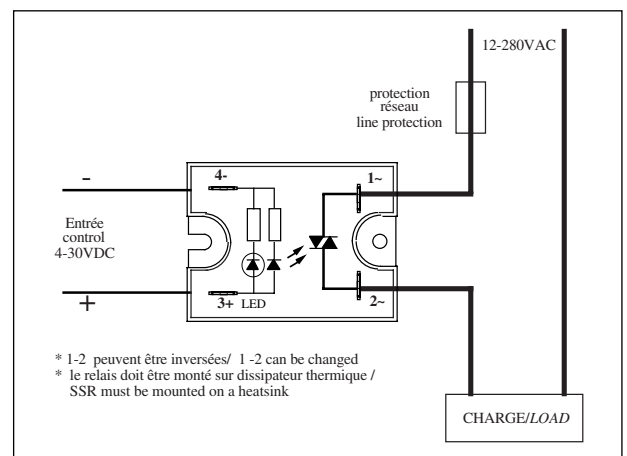 12-280VAC
protection
réseau
line protection
4-
1~
-
Entrée
control
4-30VDC
+
3+ LED
2~
* 1-2 peuvent être inversées/ 1 -2 can be changed
* le relais doit être monté sur dissipateur thermique /
SSR must be mounted on a heatsink
CHARGE/LOAD